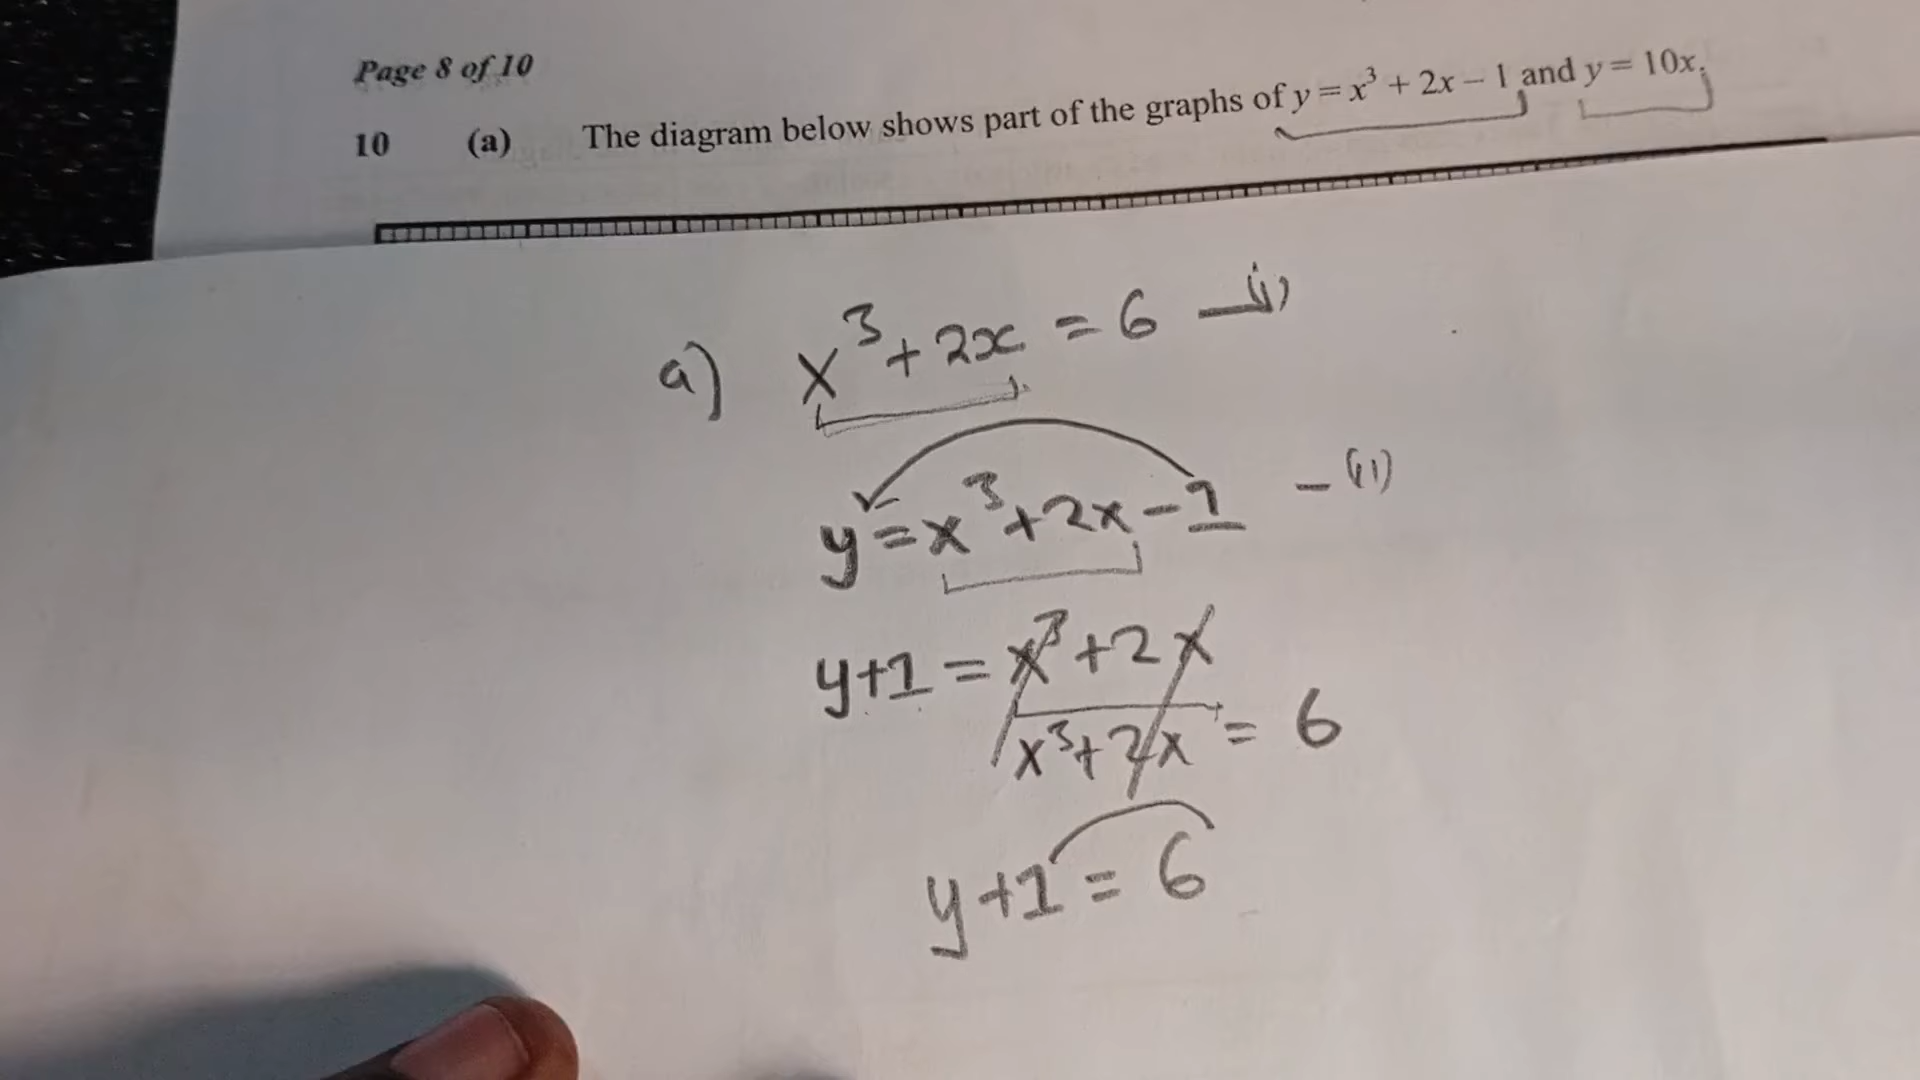 Page 8 of 10
10 (a) The diagram below shows part of the graphs of y = x³ + 2x − 1 and y = 10x.
a) x³ + 2x = 6 —(i)
y = x³ + 2x − 1 —(ii)
y + 1 = x³ + 2x
x³ + 2x = 6
y + 1 = 6